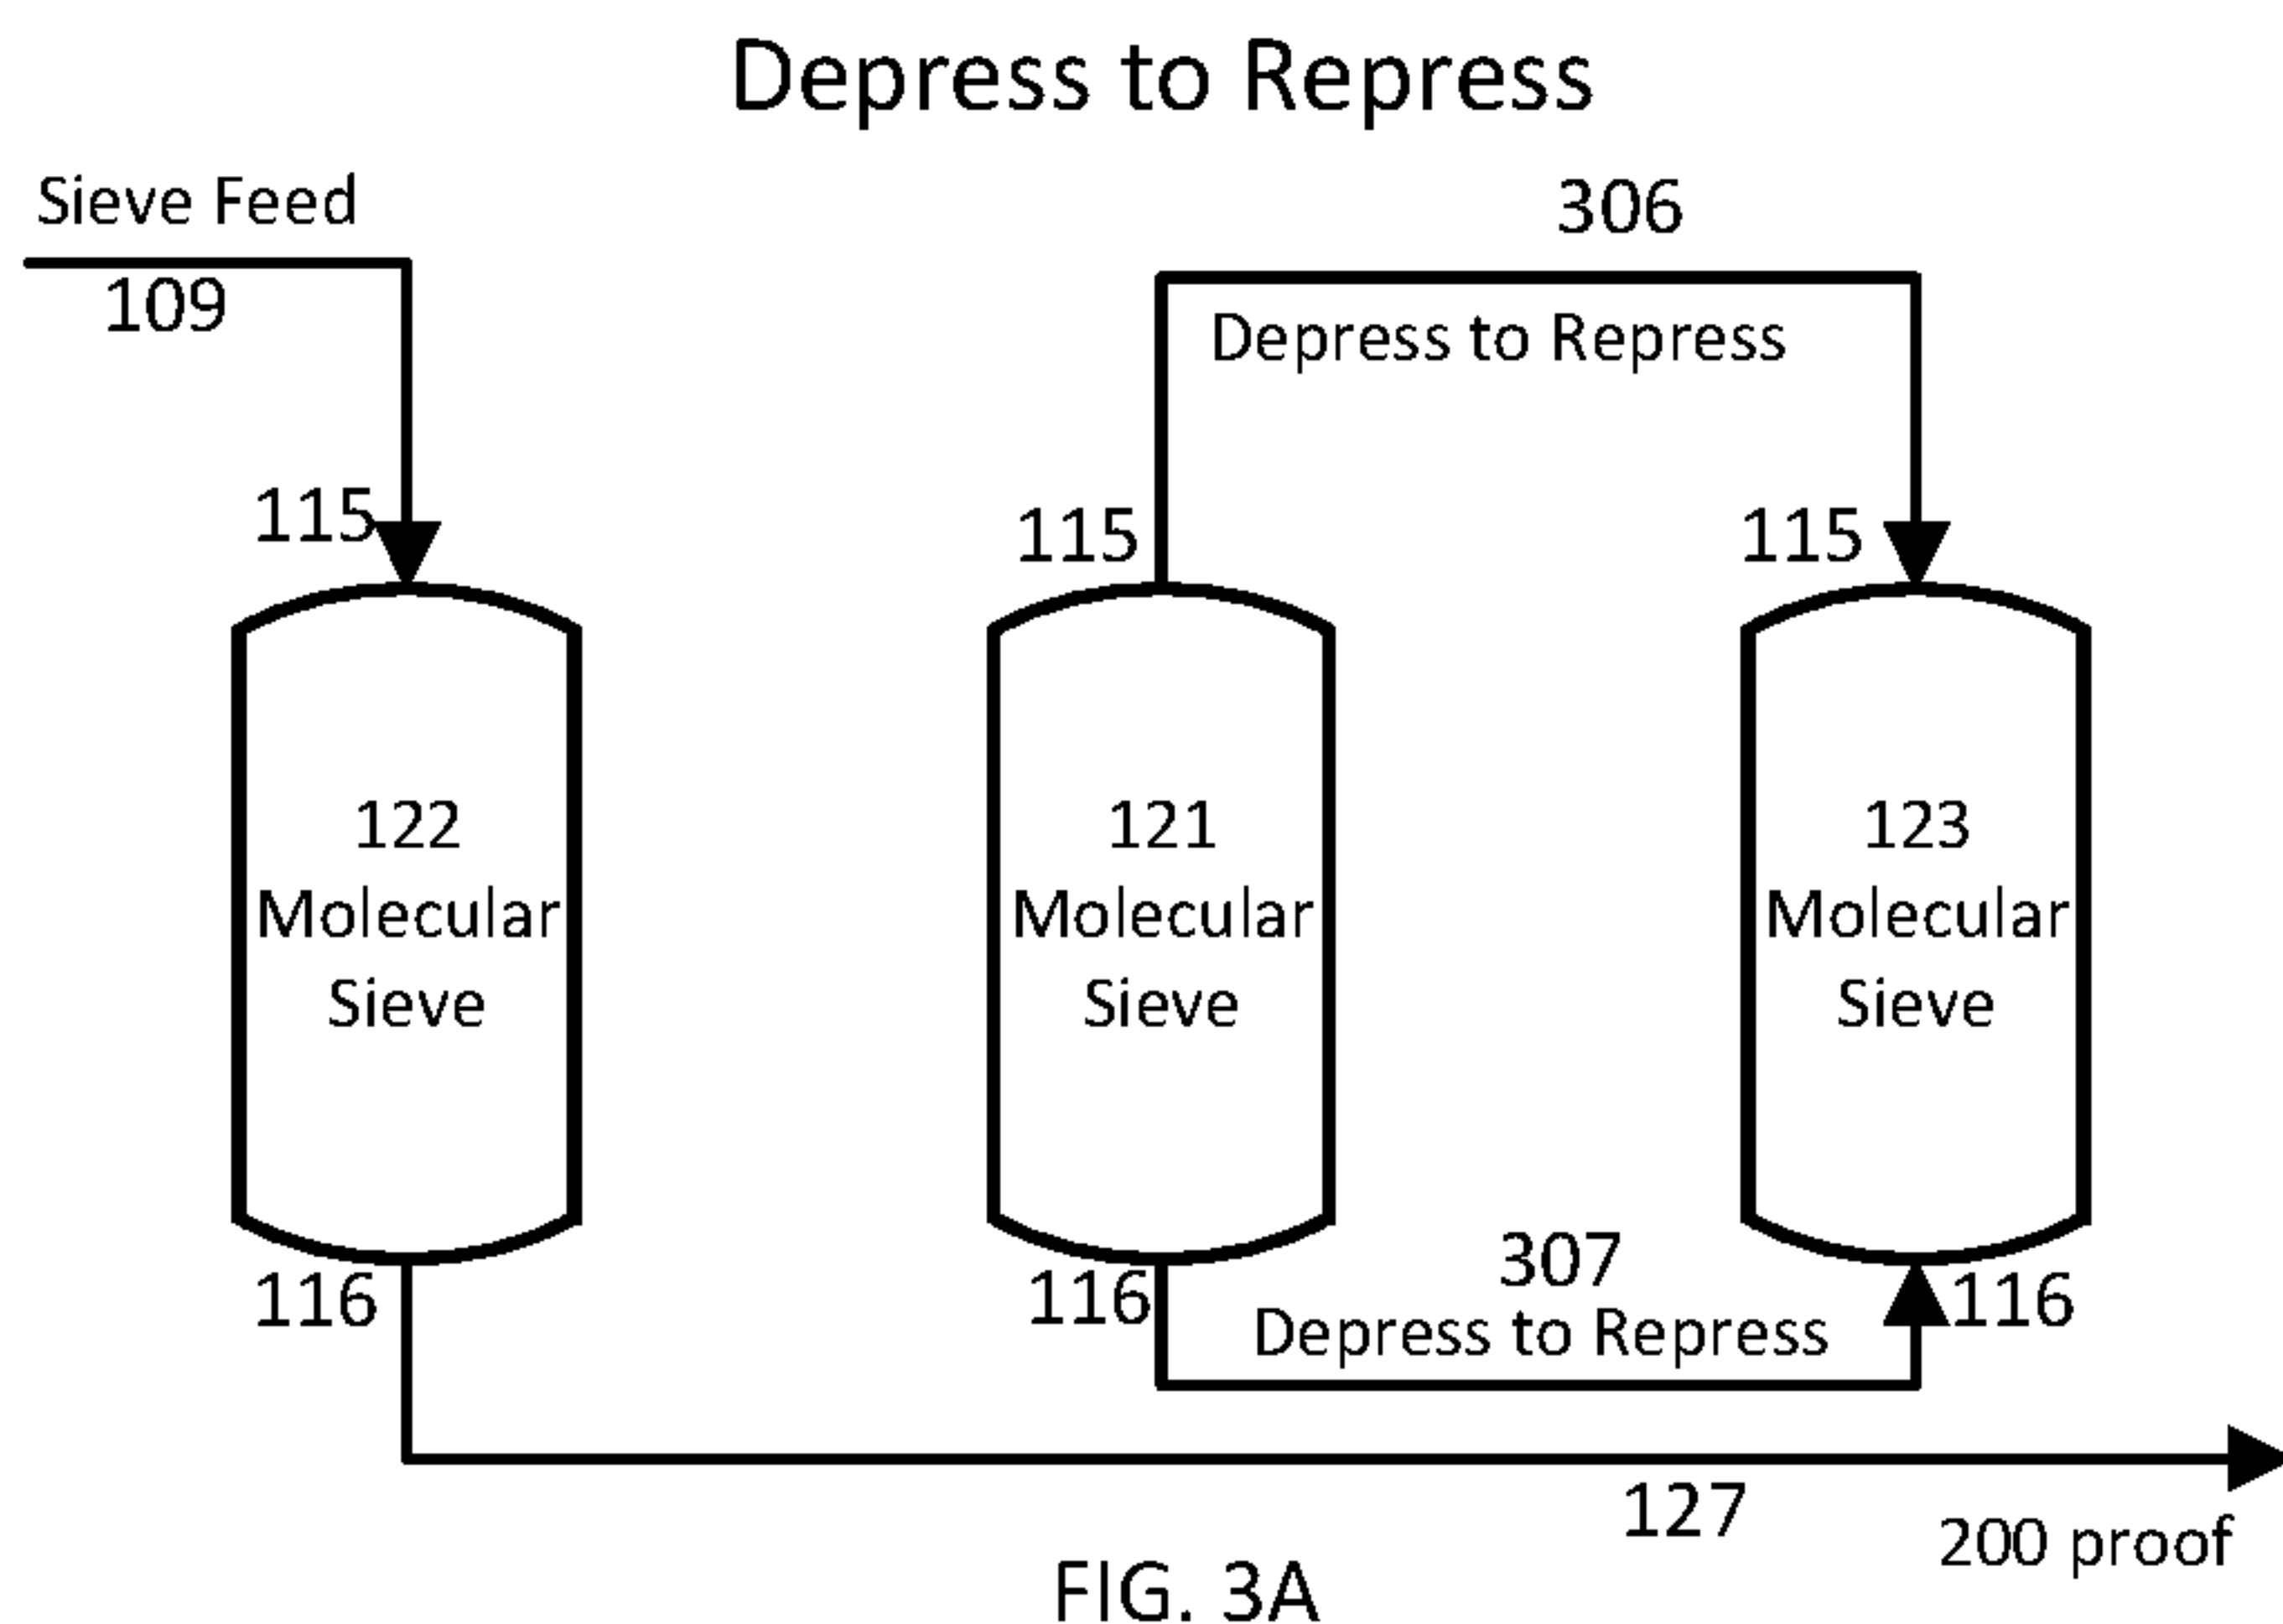 Depress to Repress
Sieve Feed
109
306
Depress to Repress
115
115
115
122
Molecular
Sieve
121
Molecular
Sieve
123
Molecular
Sieve
116
116
307
Depress to Repress
116
127
200 proof
FIG. 3A